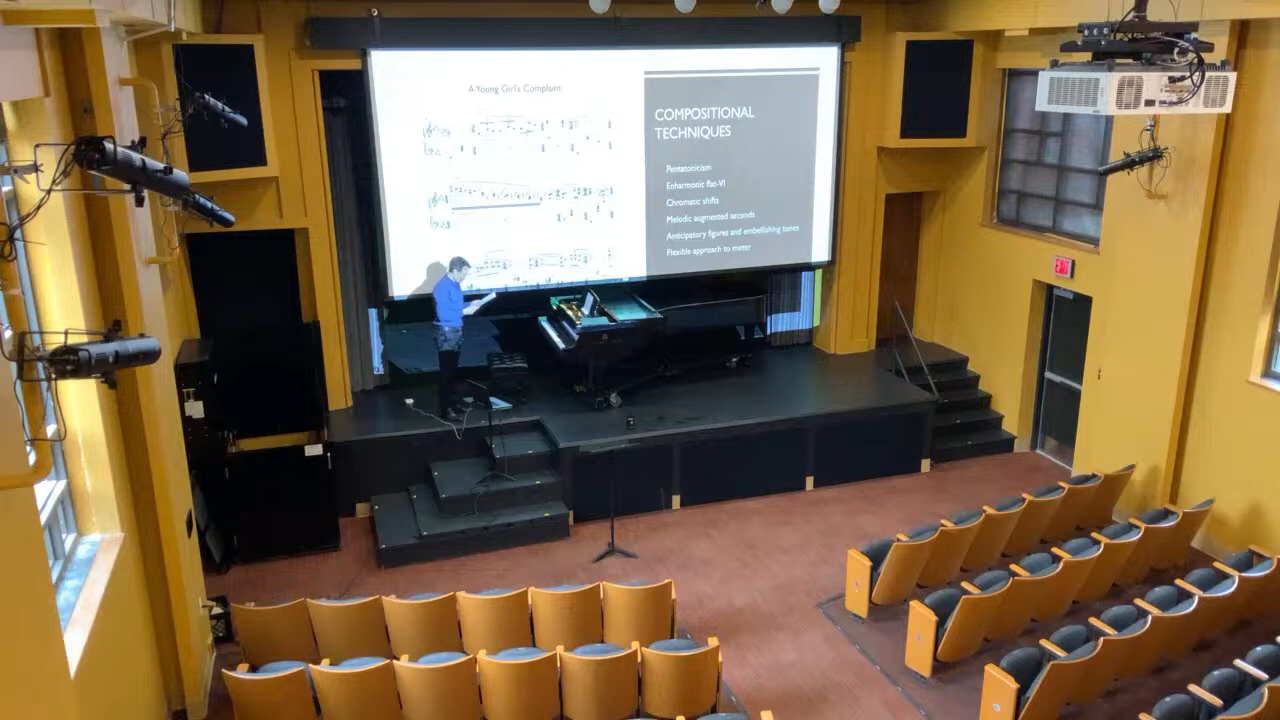 A Young Girl's Complaint
COMPOSITIONAL
TECHNIQUES
Pentatonicism
Enharmonic flat-VI
Chromatic shifts
Melodic augmented seconds
Anticipatory figures and embellishing tones
Flexible approach to meter
EXIT